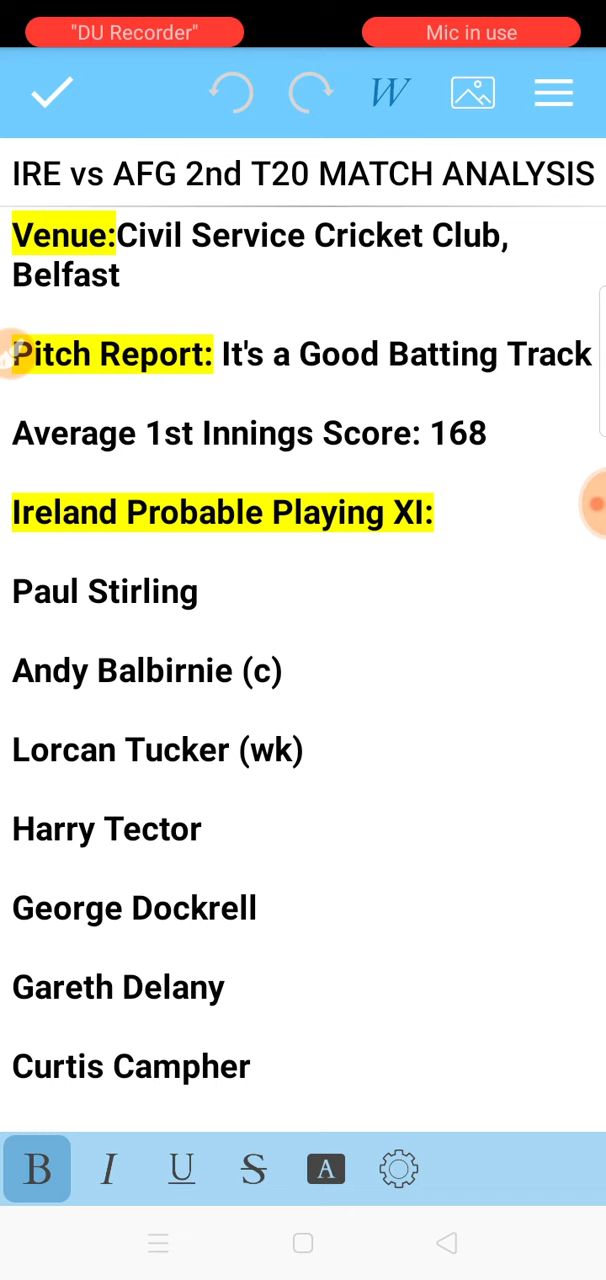 "DU Recorder"
Mic in use
W
IRE vs AFG 2nd T20 MATCH ANALYSIS
Venue:Civil Service Cricket Club,
Belfast
Pitch Report: It's a Good Batting Track
Average 1st Innings Score: 168
Ireland Probable Playing XI:
Paul Stirling
Andy Balbirnie (c)
Lorcan Tucker (wk)
Harry Tector
George Dockrell
Gareth Delany
Curtis Campher
B I U S A